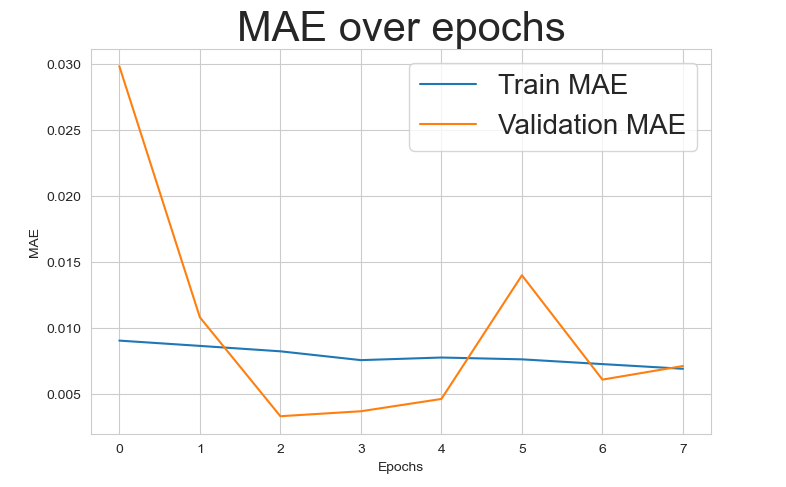 MAE over epochs
Train MAE
Validation MAE
0.030
0.025
0.020
0.015
0.010
0.005
MAE
0 1 2 3 4 5 6 7
Epochs